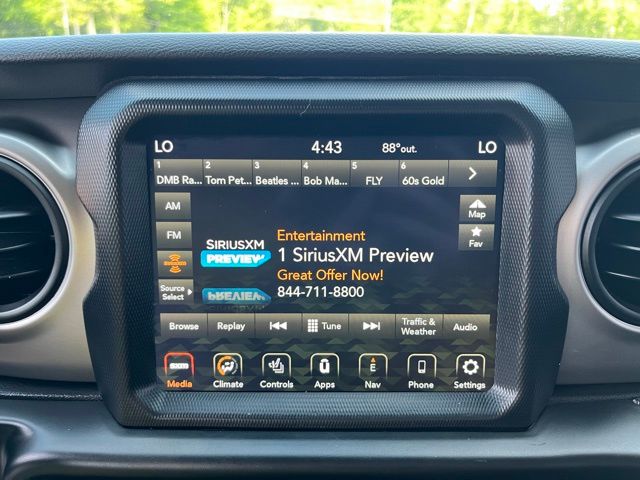 LO 4:43 88°out. LO
1 2 3 4 5 6
DMB Ra... Tom Pet... Beatles ... Bob Ma... FLY 60s Gold
AM
Map
FM
Entertainment
SIRIUSXM
1 SiriusXM Preview
Fav
PREVIEW
Great Offer Now!
Source
Select
844-711-8800
Browse Replay Tune Traffic &
Weather Audio
SXM E
Media Climate Controls Apps Nav Phone Settings